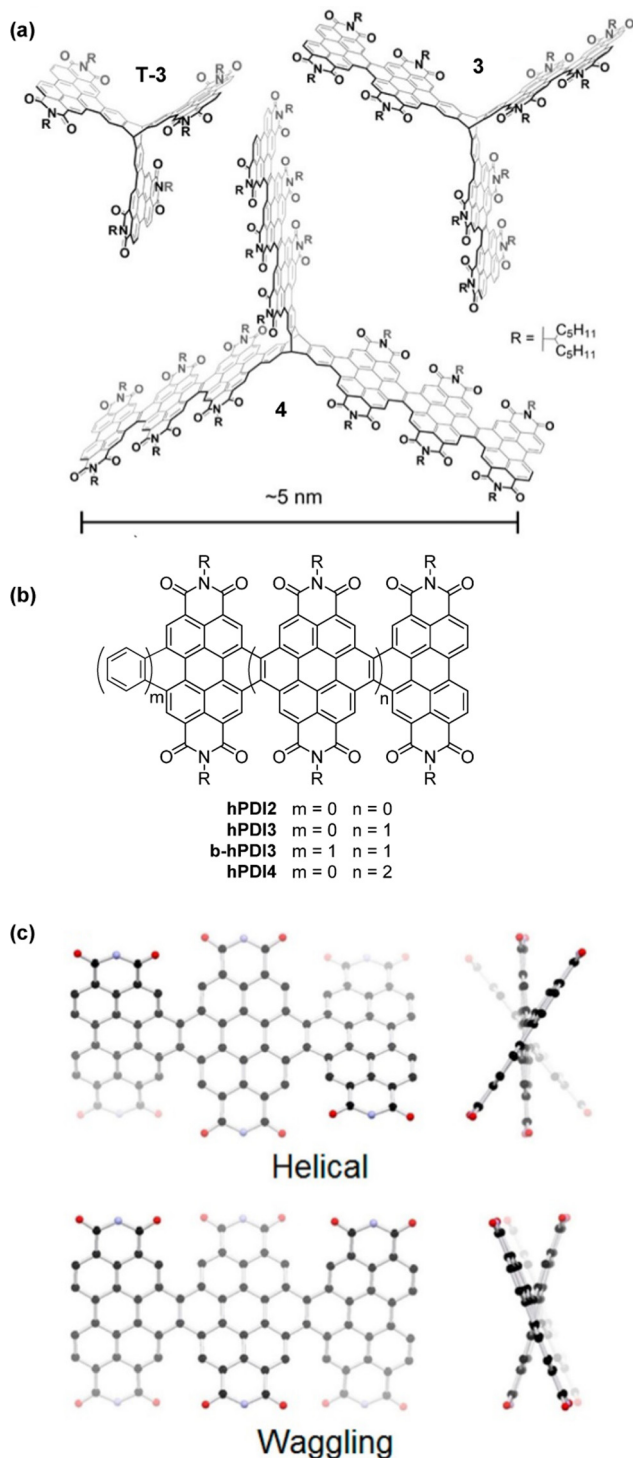 (a)
T-3
3
4
R = C5H11
C5H11
~5 nm
(b)
R R R
O N O O N O O N O
m n
O N O O N O O N O
R R R
hPDI2 m = 0 n = 0
hPDI3 m = 0 n = 1
b-hPDI3 m = 1 n = 1
hPDI4 m = 0 n = 2
(c)
Helical
Waggling